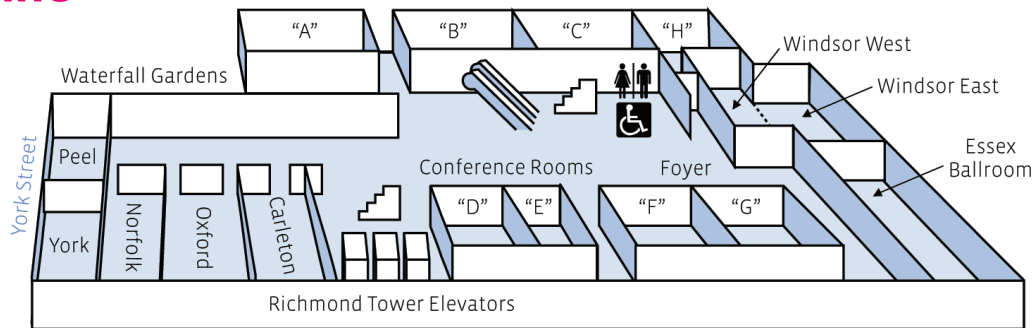 “A”
“B”
“C”
“H”
Windsor West
Waterfall Gardens
Windsor East
Essex
Ballroom
Peel
Conference Rooms
Foyer
York Street
“D”
“E”
“F”
“G”
York
Norfolk
Oxford
Carleton
Richmond Tower Elevators